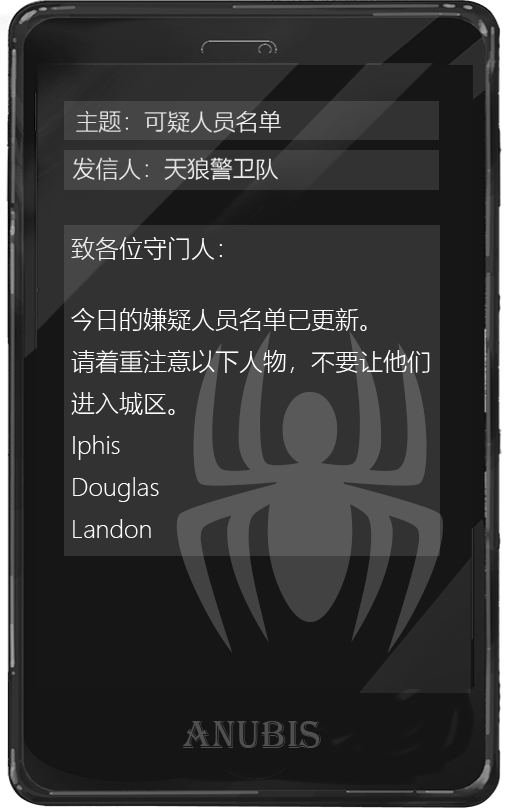 主题：可疑人员名单
发信人：天狼警卫队
致各位守门人：
今日的嫌疑人员名单已更新。
请着重注意以下人物，不要让他们
进入城区。
Iphis
Douglas
Landon
ANUBIS